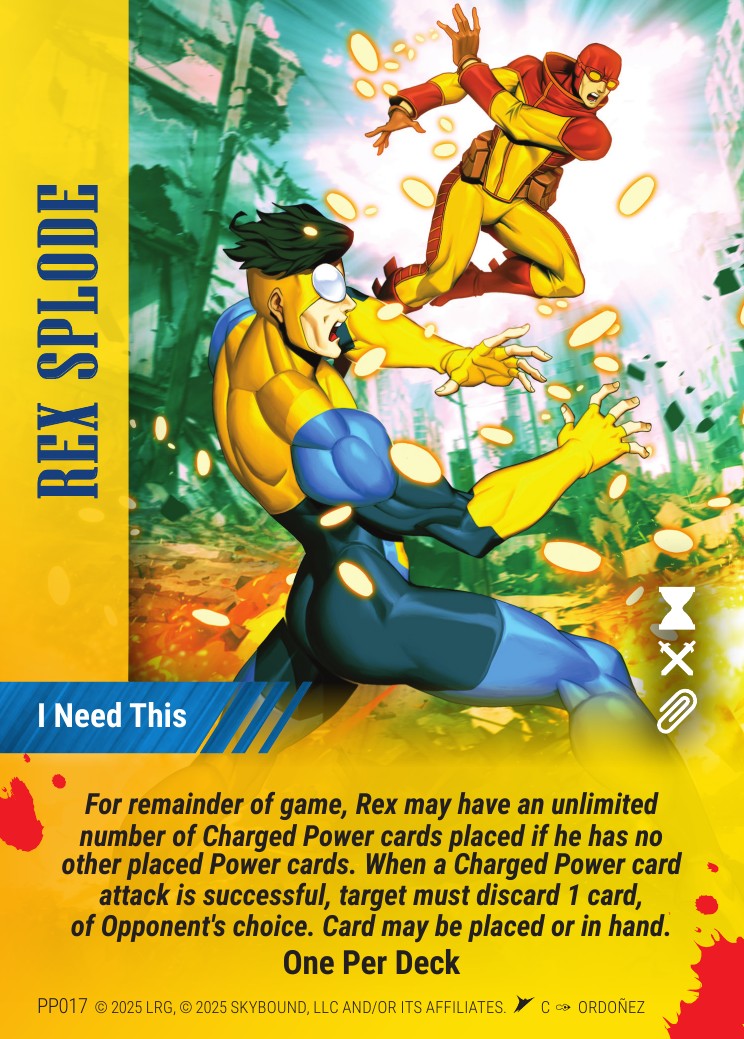 REX SPLODE
I Need This
For remainder of game, Rex may have an unlimited
number of Charged Power cards placed if he has no
other placed Power cards. When a Charged Power card
attack is successful, target must discard 1 card,
of Opponent's choice. Card may be placed or in hand.
One Per Deck
PP017 © 2025 LRG, © 2025 SKYBOUND, LLC AND/OR ITS AFFILIATES. C ORDOÑEZ